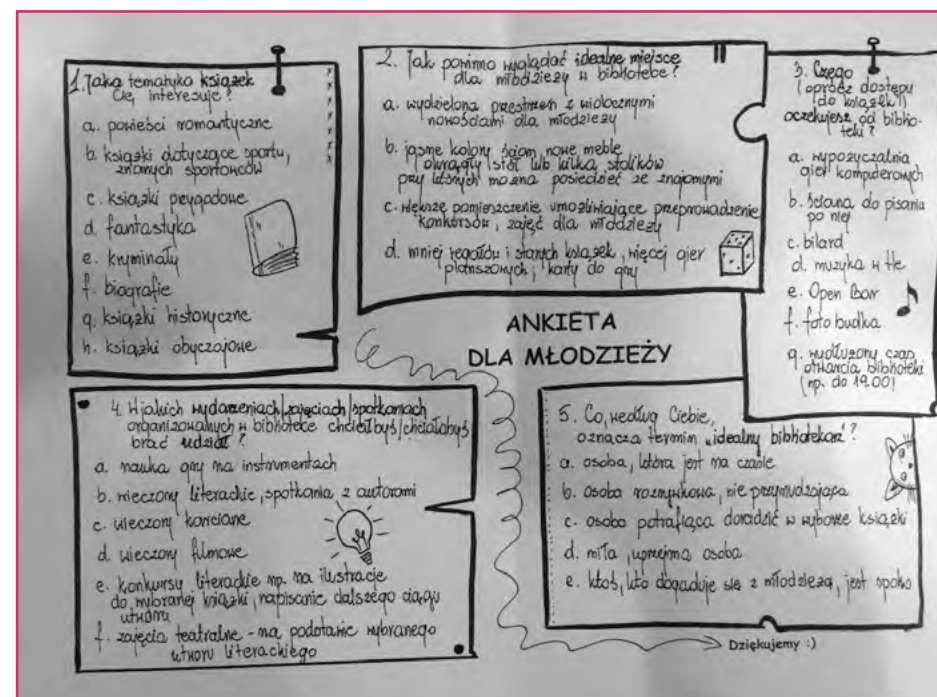 1. Jaka tematyka książek
Cię interesuje?
a. powieści romantyczne
b. książki dotyczące sportu,
znanych sportowców
c. książki przygodowe
d. fantastyka
e. kryminały
f. biografie
g. książki historyczne
h. książki obyczajowe
2. Jak powinno wyglądać idealne miejsce
dla młodzieży w bibliotece?
a. wydzielona przestrzeń z widocznymi
nowościami dla młodzieży
b. jasne kolory ścian, nowe meble,
okrągły stół lub kilka stolików
przy których można posiedzieć ze znajomymi
c. większe pomieszczenie umożliwiające przeprowadzenie
konkursów, zajęć dla młodzieży
d. mniej regałów i starych książek, więcej gier
planszowych, karty do gry
3. Czego
(oprócz dostępu
do książek!)
oczekujesz od biblio-
teki?
a. wypożyczalnia
gier komputerowych
b. ściana do pisania
po niej
c. bilard
d. muzyka w tle
e. Open Bar
f. foto budka
g. wydłużony czas
otwarcia biblioteki
(np. do 19.00)
ANKIETA
DLA MŁODZIEŻY
4. W jakich wydarzeniach/zajęciach/spotkaniach
organizowanych w bibliotece chciałbyś/chciałabyś
brać udział?
a. nauka gry na instrumentach
b. wieczory literackie, spotkania z autorami
c. wieczory karciane
d. wieczory filmowe
e. konkursy literackie np. na ilustracje
do wybranej książki, napisanie dalszego ciągu
utworu
f. zajęcia teatralne - na podstawie wybranego
utworu literackiego
5. Co, według Ciebie,
oznacza termin „idealny bibliotekarz"?
a. osoba, która jest na czasie
b. osoba rozrywkowa, nie przynudzająca
c. osoba potrafiąca doradzić w wyborze książki
d. miła, uprzejma osoba
e. ktoś, kto dogaduje się z młodzieżą, jest spoko
Dziękujemy :)